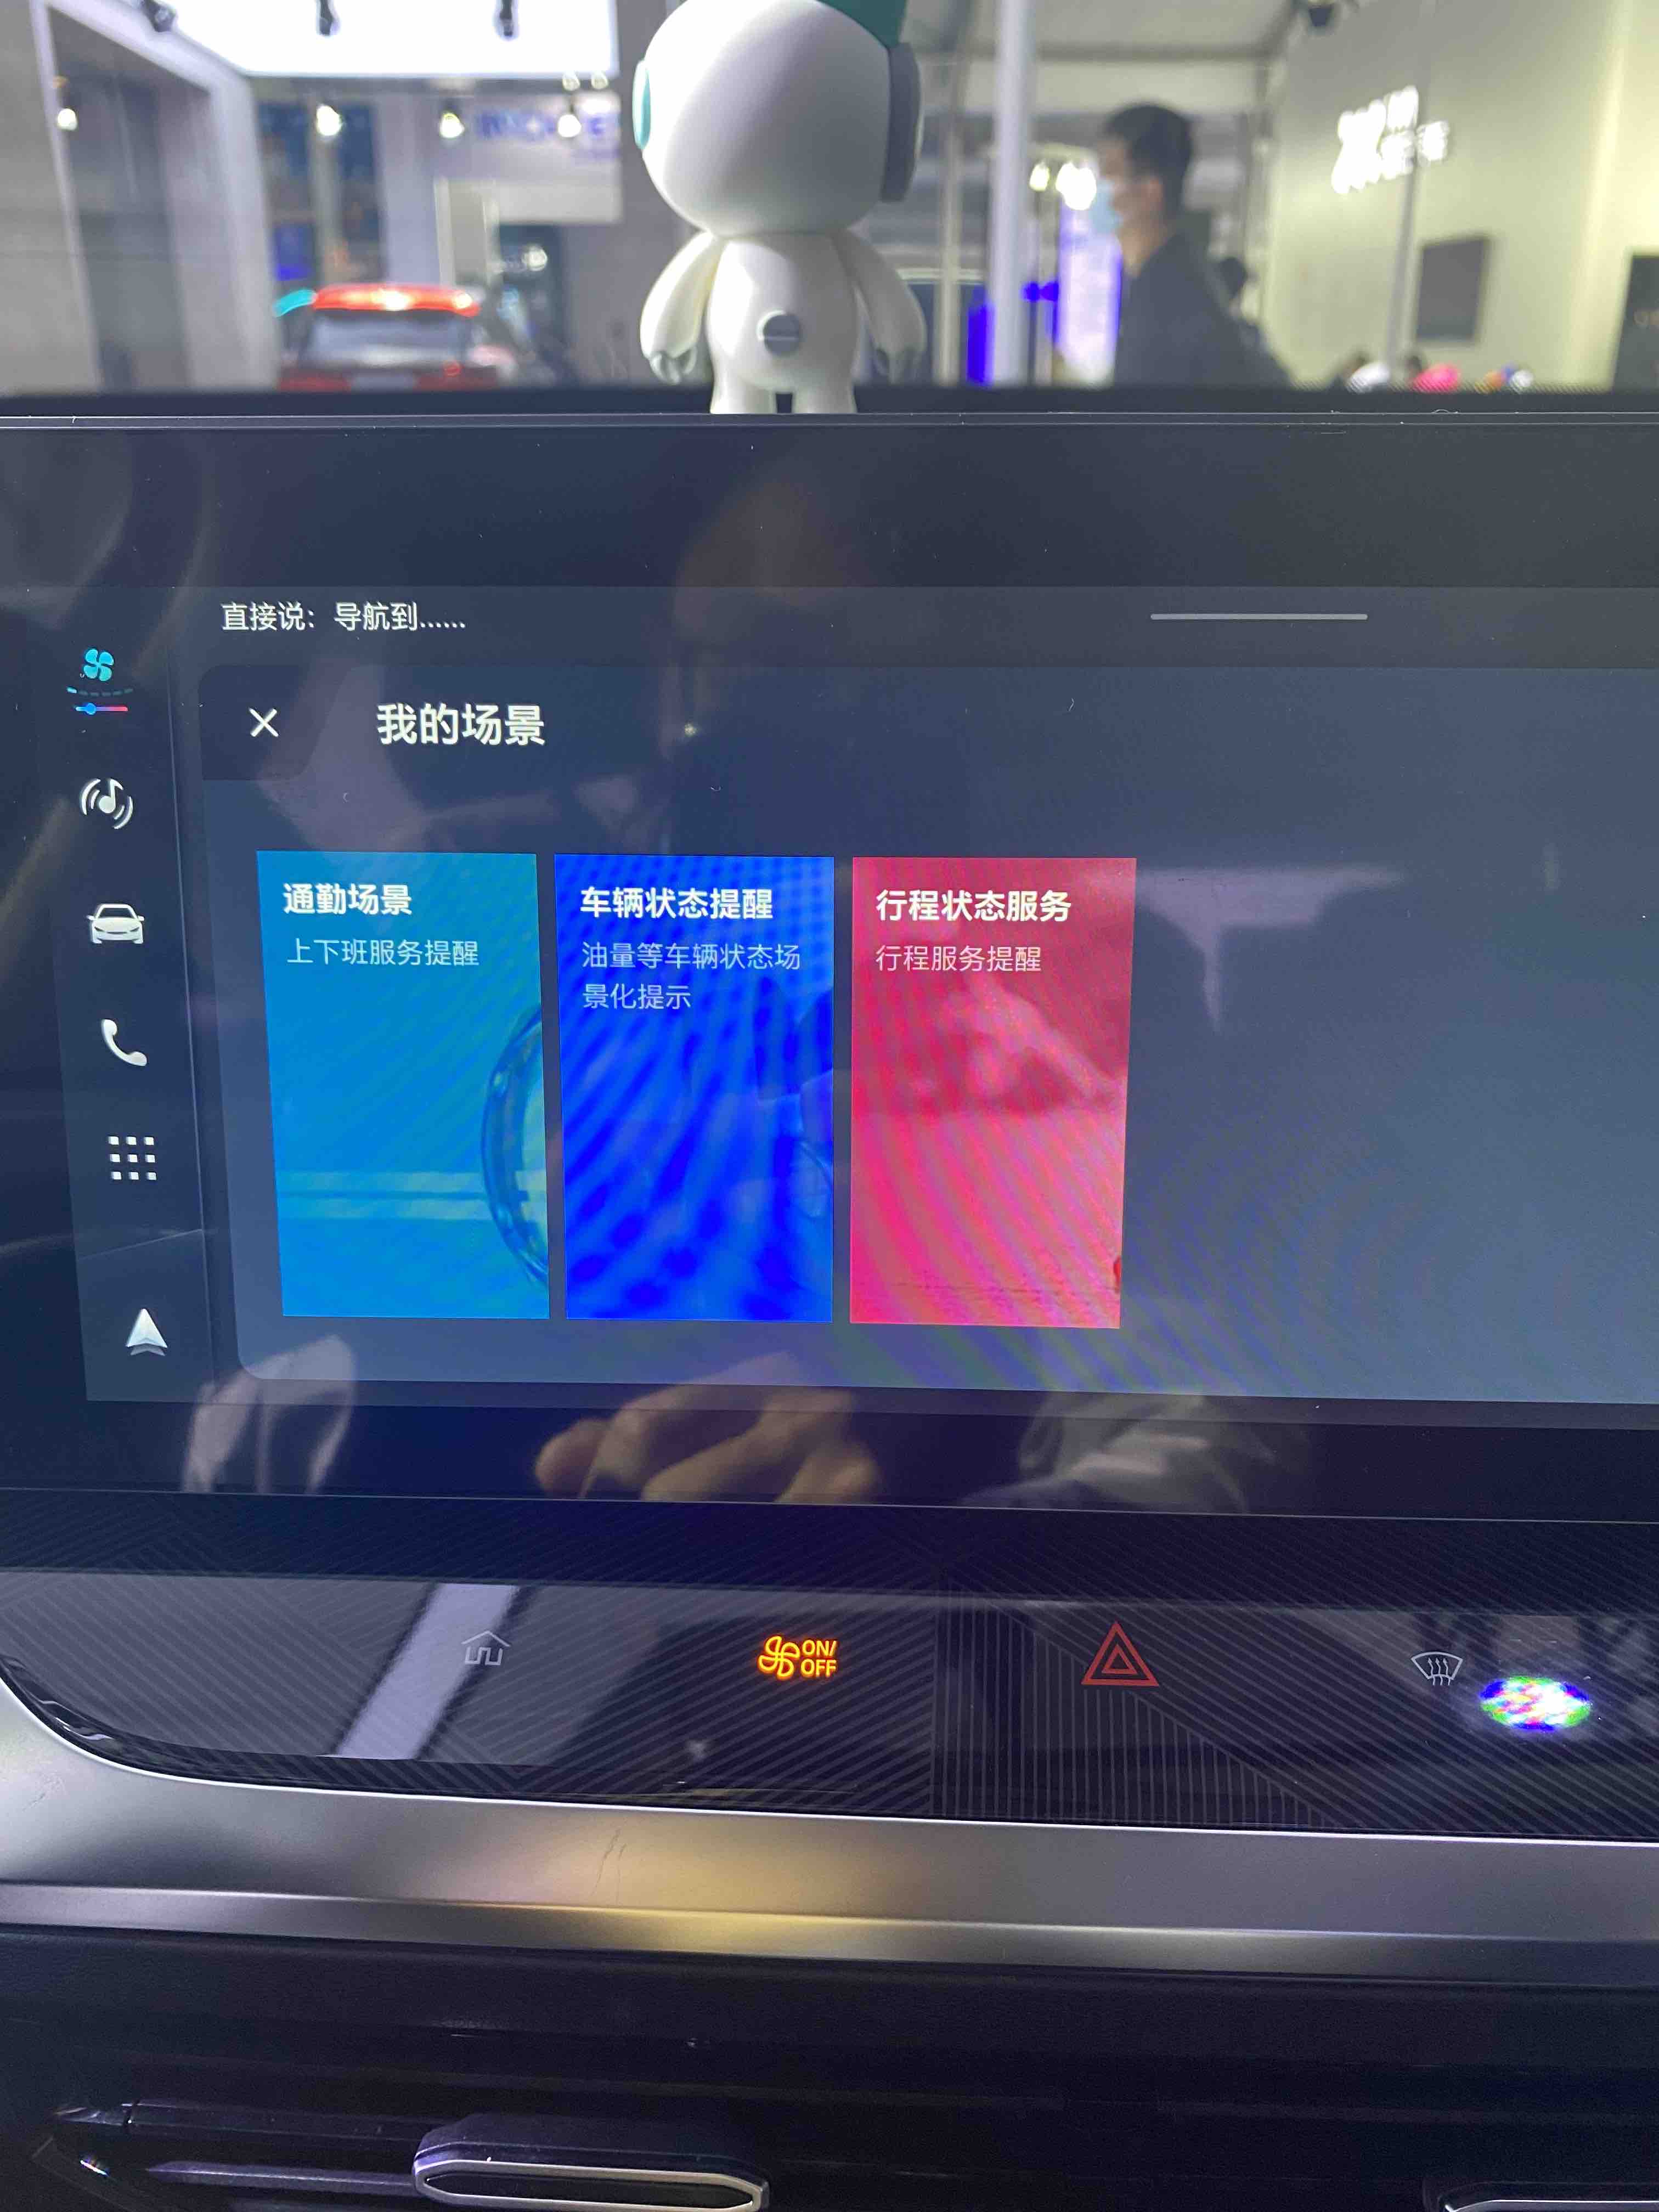 直接说：导航到......
我的场景
通勤场景
上下班服务提醒
车辆状态提醒
油量等车辆状态场
景化提示
行程状态服务
行程服务提醒
ON/
OFF